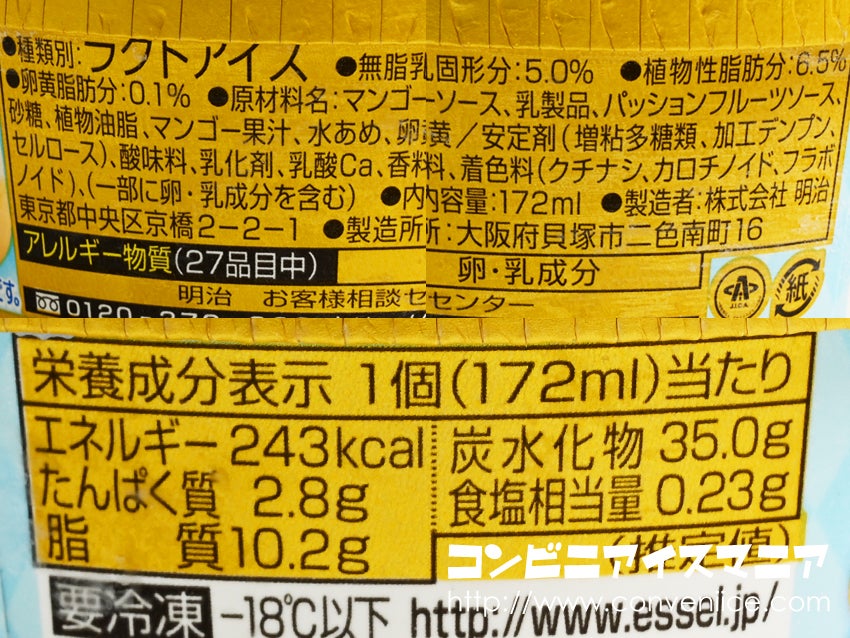 ●種類別:ラクトアイス ●無脂乳固形分:5.0% ●植物性脂肪分:6.5%
●卵黄脂肪分:0.1% ●原材料名:マンゴーソース、乳製品、パッションフルーツソース、
砂糖、植物油脂、マンゴー果汁、水あめ、卵黄/安定剤(増粘多糖類、加工デンプン、
セルロース)、酸味料、乳化剤、乳酸Ca、香料、着色料(クチナシ、カロチノイド、フラボ
ノイド)、(一部に卵・乳成分を含む) ●内容量:172ml ●製造者:株式会社 明治
東京都中央区京橋2-2-1 ●製造所:大阪府貝塚市二色南町16
アレルギー物質(27品目中) 卵・乳成分
明治 お客様相談センター
0120-370-
です。
紙
栄養成分表示 1個(172ml)当たり
エネルギー 243kcal 炭水化物 35.0g
たんぱく質 2.8g 食塩相当量 0.23g
脂質 10.2g (推定値)
コンビニアイスマニア
http://www.conveniice.com/
要冷凍 -18℃以下 http://www.essel.jp/